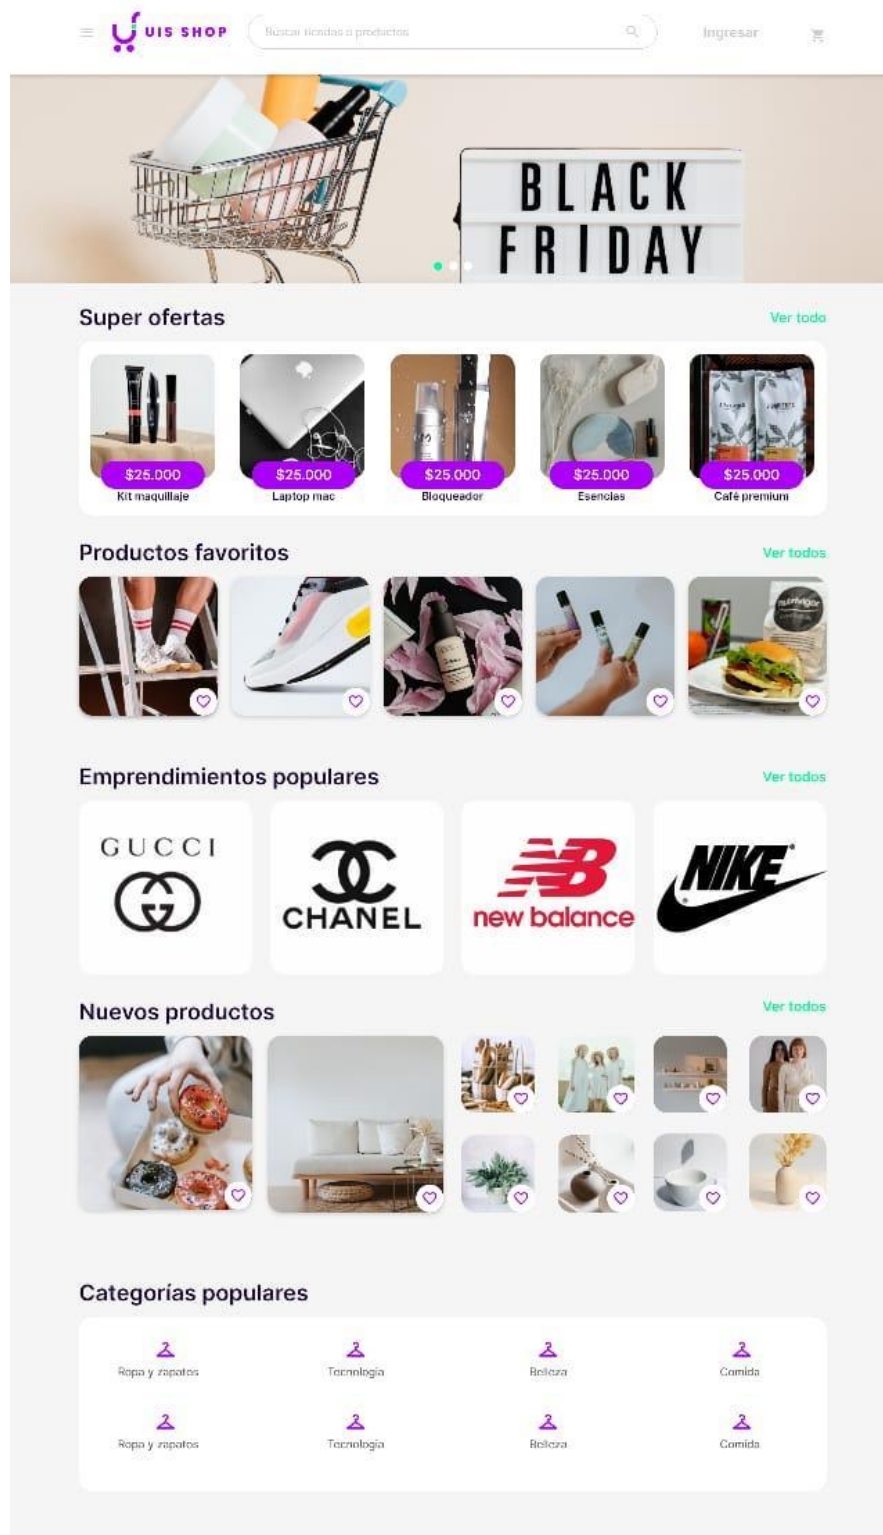 UIS SHOP
Buscar tiendas o productos
Ingresar
BLACK
FRIDAY
Super ofertas
Ver todo
$25.000
$25.000
$25.000
$25.000
$25.000
Kit maquillaje
Laptop mac
Bloqueador
Esencias
Café premium
Productos favoritos
Ver todos
nutrivigor
Emprendimientos populares
Ver todos
GUCCI
CHANEL
NB
new balance
NIKE
Nuevos productos
Ver todos
Categorías populares
Ropa y zapatos
Tecnología
Belleza
Comida
Ropa y zapatos
Tecnología
Belleza
Comida